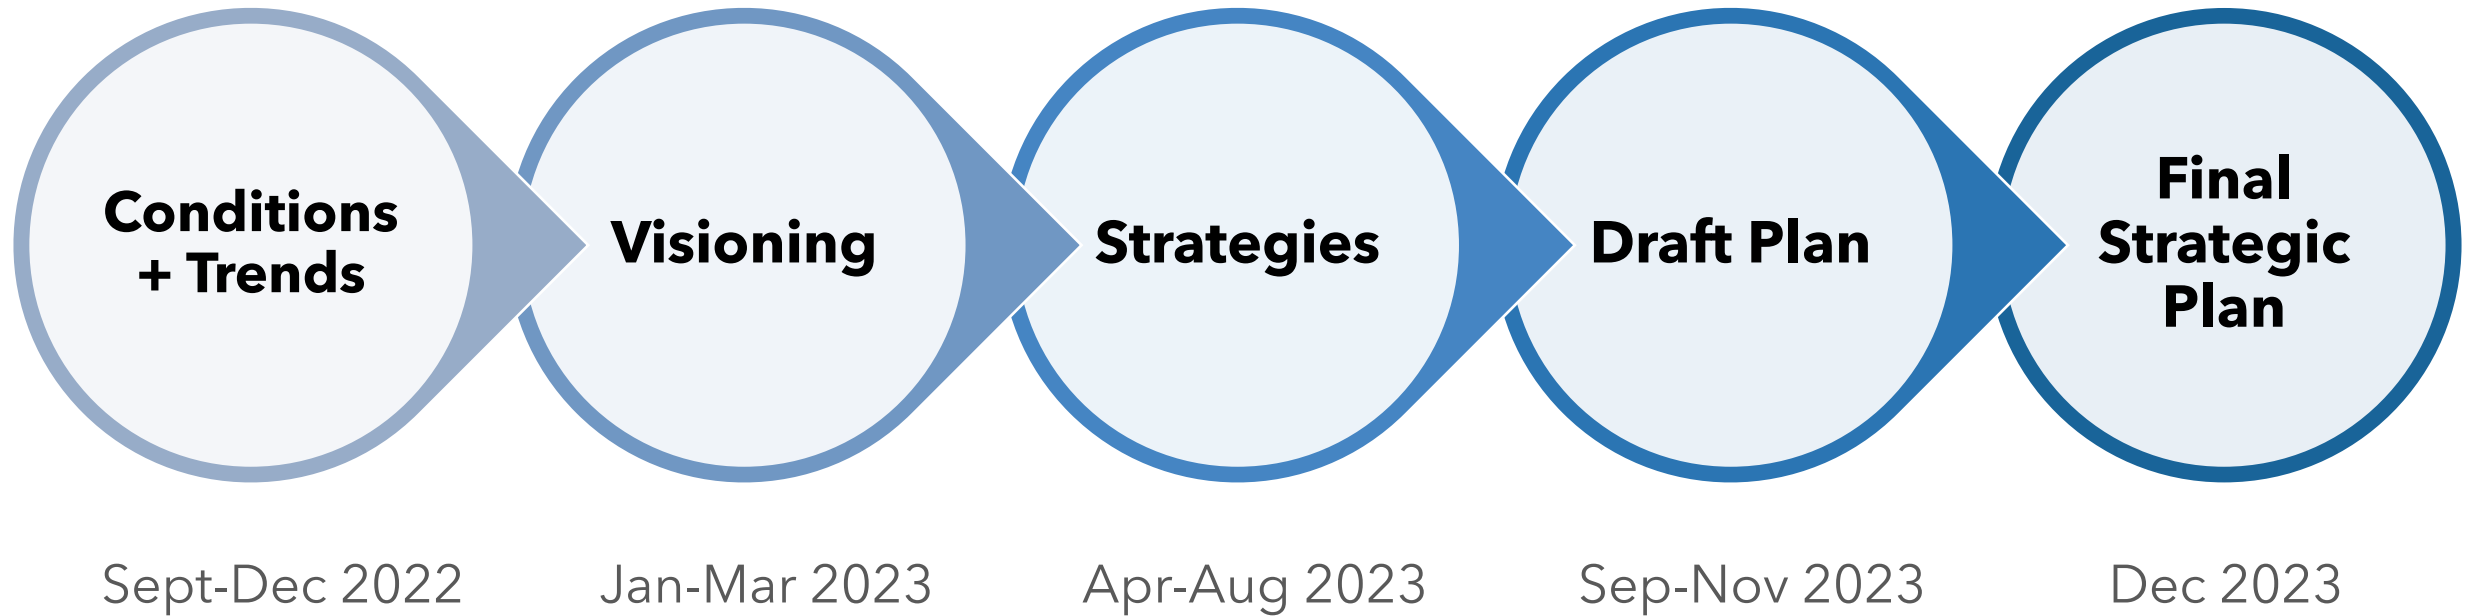 Conditions
+ Trends
Visioning
Strategies
Draft Plan
Final
Strategic
Plan
Sept-Dec 2022
Jan-Mar 2023
Apr-Aug 2023
Sep-Nov 2023
Dec 2023